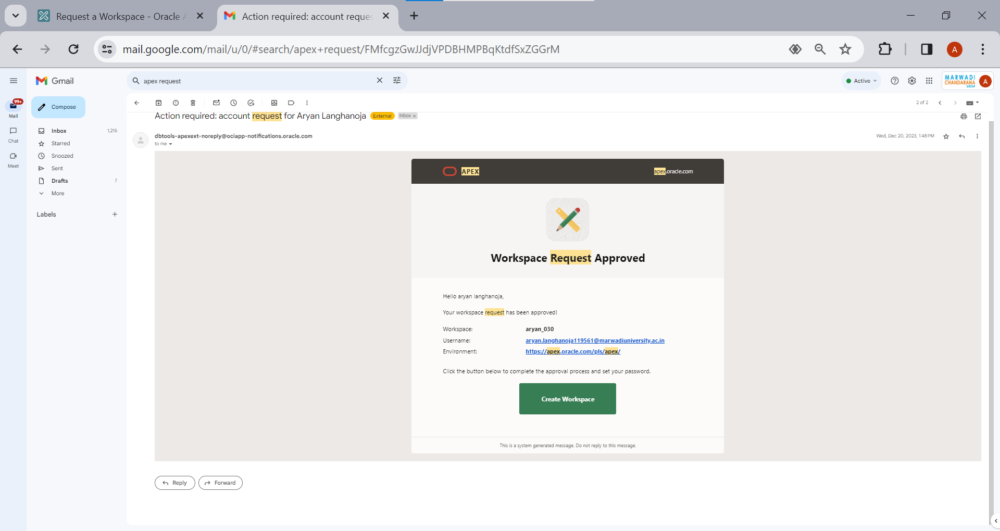 Request a Workspace - Oracle A
Action required: account reques
mail.google.com/mail/u/0/#search/apex+request/FMfcgzGwJJdjVPDBHMPBqKtdfSxZGGrM
A
Gmail
apex request
Active
MARWADI
CHANDARANA
GROUP
A
99+
Mail
Compose
2 of 2
Action required: account request for Aryan Langhanoja External Inbox x
Chat
Inbox 1,215
Starred
Snoozed
Meet
Sent
Drafts 7
More
Labels
dbtools-apexext-noreply@ociapp-notifications.oracle.com
to me
Wed, Dec 20, 2023, 1:48 PM
APEX
apex.oracle.com
Workspace Request Approved
Hello aryan langhanoja,
Your workspace request has been approved!
Workspace: aryan_030
Username: aryan.langhanoja119561@marwadiuniversity.ac.in
Environment: https://apex.oracle.com/pls/apex/
Click the button below to complete the approval process and set your password.
Create Workspace
This is a system generated message. Do not reply to this message.
Reply
Forward